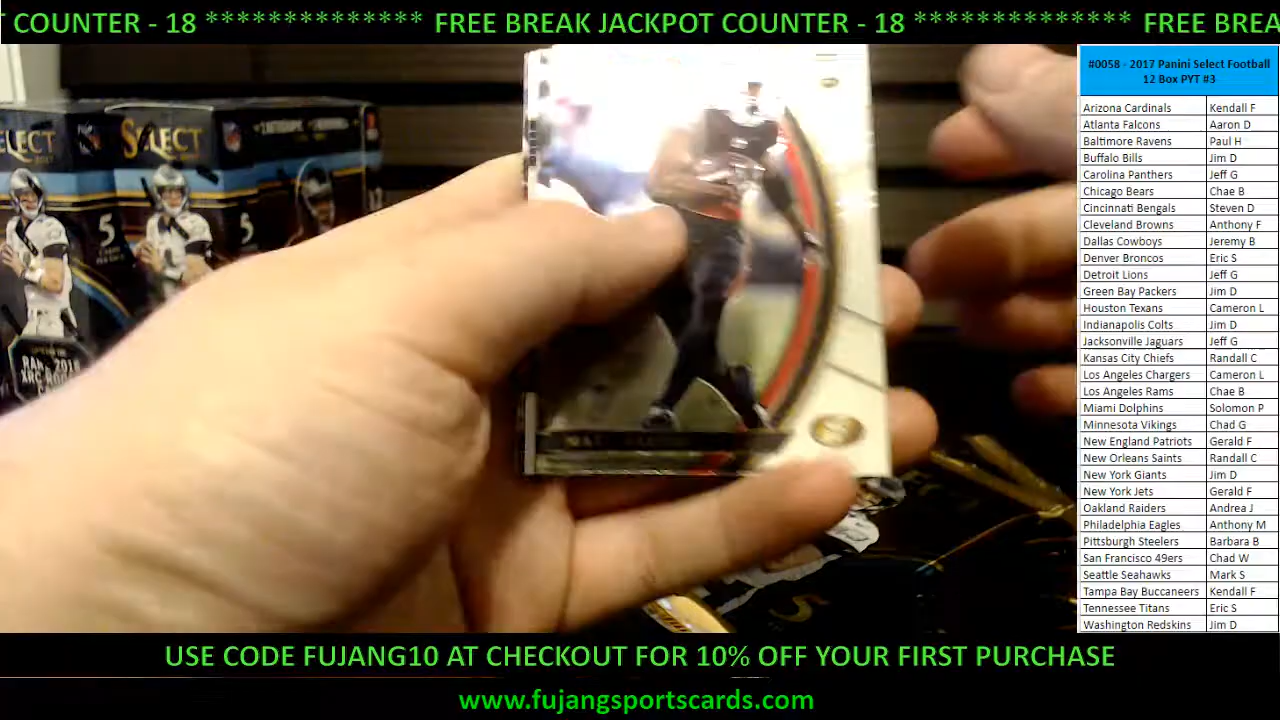 T COUNTER - 18 ************** FREE BREAK JACKPOT COUNTER - 18 ************** FREE BREA
#0058 - 2017 Panini Select Football
12 Box PYT #3
Arizona Cardinals Kendall F
Atlanta Falcons Aaron D
Baltimore Ravens Paul H
Buffalo Bills Jim D
Carolina Panthers Jeff G
Chicago Bears Chae B
Cincinnati Bengals Steven D
Cleveland Browns Anthony F
Dallas Cowboys Jeremy B
Denver Broncos Eric S
Detroit Lions Jeff G
Green Bay Packers Jim D
Houston Texans Cameron L
Indianapolis Colts Jim D
Jacksonville Jaguars Jeff G
Kansas City Chiefs Randall C
Los Angeles Chargers Cameron L
Los Angeles Rams Chae B
Miami Dolphins Solomon P
Minnesota Vikings Chad G
New England Patriots Gerald F
New Orleans Saints Randall C
New York Giants Jim D
New York Jets Gerald F
Oakland Raiders Andrea J
Philadelphia Eagles Anthony M
Pittsburgh Steelers Barbara B
San Francisco 49ers Chad W
Seattle Seahawks Mark S
Tampa Bay Buccaneers Kendall F
Tennessee Titans Eric S
Washington Redskins Jim D
LECT
SELECT
5
5
USE CODE FUJANG10 AT CHECKOUT FOR 10% OFF YOUR FIRST PURCHASE
www.fujangsportscards.com